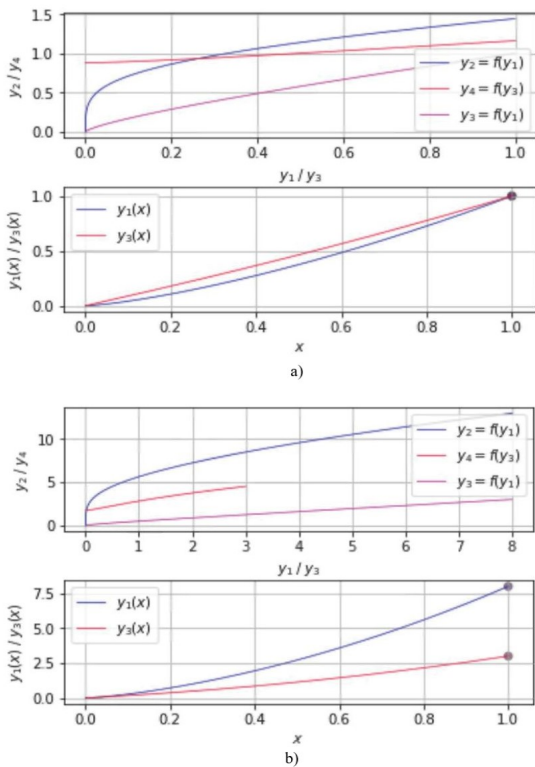 1.5
1.0
0.5
0.0
y₂ / y₄
y₂ = f(y₁)
y₄ = f(y₃)
y₃ = f(y₁)
0.0 0.2 0.4 0.6 0.8 1.0
y₁ / y₃
1.0
0.5
0.0
y₁(x) / y₃(x)
y₁(x)
y₃(x)
0.0 0.2 0.4 0.6 0.8 1.0
x
a)
10
5
0
y₂ / y₄
y₂ = f(y₁)
y₄ = f(y₃)
y₃ = f(y₁)
0 1 2 3 4 5 6 7 8
y₁ / y₃
7.5
5.0
2.5
0.0
y₁(x) / y₃(x)
y₁(x)
y₃(x)
0.0 0.2 0.4 0.6 0.8 1.0
x
b)